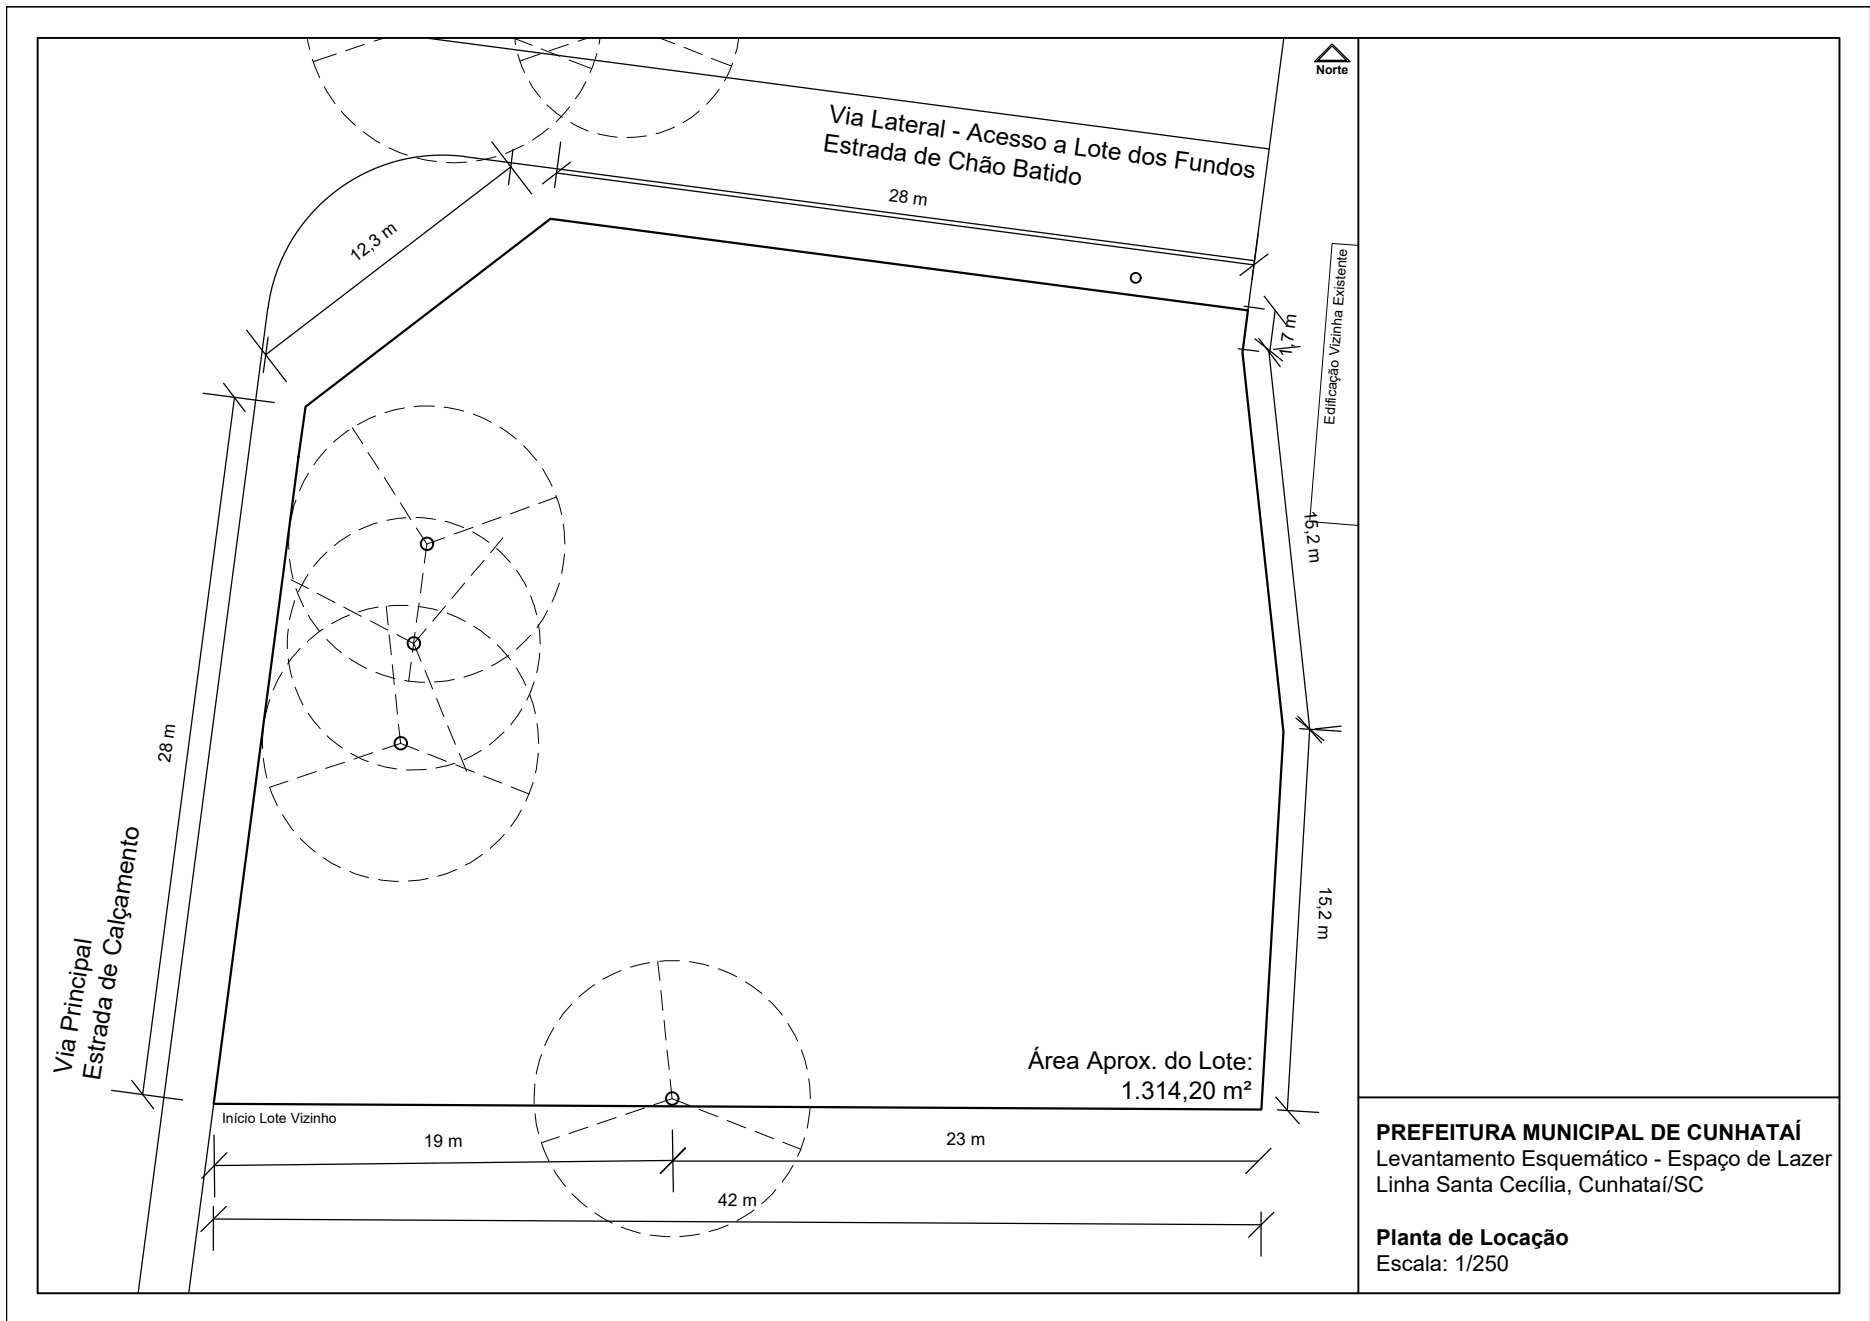 Norte
Via Lateral - Acesso a Lote dos Fundos
Estrada de Chão Batido
28 m
12,3 m
1,7 m
Edificação Vizinha Existente
15,2 m
28 m
15,2 m
Via Principal
Estrada de Calçamento
Área Aprox. do Lote:
1.314,20 m²
Início Lote Vizinho
19 m
23 m
42 m
PREFEITURA MUNICIPAL DE CUNHATAÍ
Levantamento Esquemático - Espaço de Lazer
Linha Santa Cecília, Cunhataí/SC
Planta de Locação
Escala: 1/250